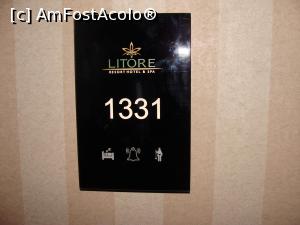 [c] AmFostAcolo®
LITORE
RESORT HOTEL & SPA
1331